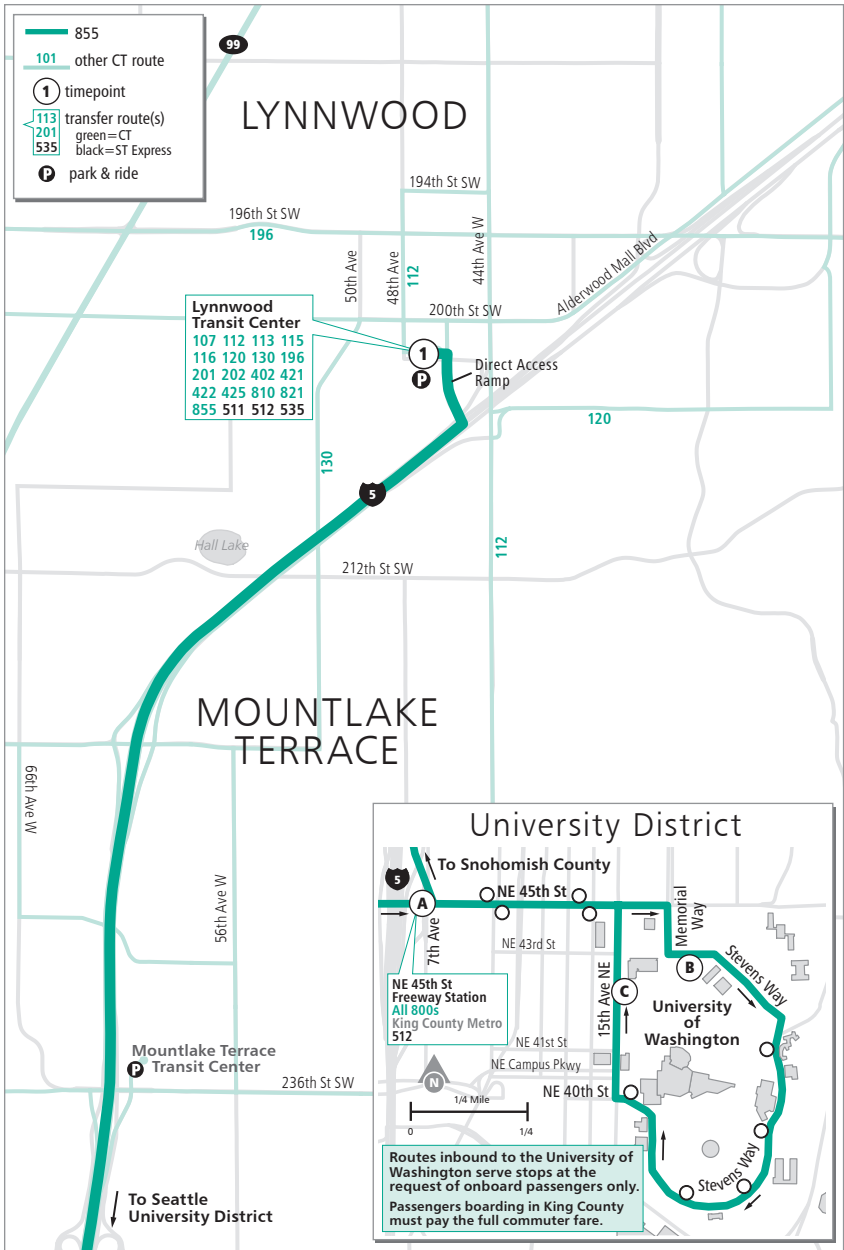 855
101
other CT route
1
timepoint
113
201
535
transfer route(s)
green=CT
black=ST Express
P
park & ride
99
LYNNWOOD
194th St SW
196th St SW
196
50th Ave
48th Ave
112
44th Ave W
Alderwood Mall Blvd
200th St SW
Lynnwood
Transit Center
107 112 113 115
116 120 130 196
201 202 402 421
422 425 810 821
855 511 512 535
1
P
Direct Access
Ramp
120
130
5
112
Hall Lake
212th St SW
MOUNTLAKE
TERRACE
66th Ave W
56th Ave W
Mountlake Terrace
Transit Center
P
236th St SW
To Seattle
University District
University District
To Snohomish County
5
A
NE 45th St
7th Ave
Memorial
Way
NE 43rd St
B
Stevens Way
NE 45th St
Freeway Station
All 800s
King County Metro
512
15th Ave NE
C
University
of
Washington
NE 41st St
NE Campus Pkwy
N
NE 40th St
1/4 Mile
0
1/4
Stevens Way
Routes inbound to the University of
Washington serve stops at the
request of onboard passengers only.
Passengers boarding in King County
must pay the full commuter fare.